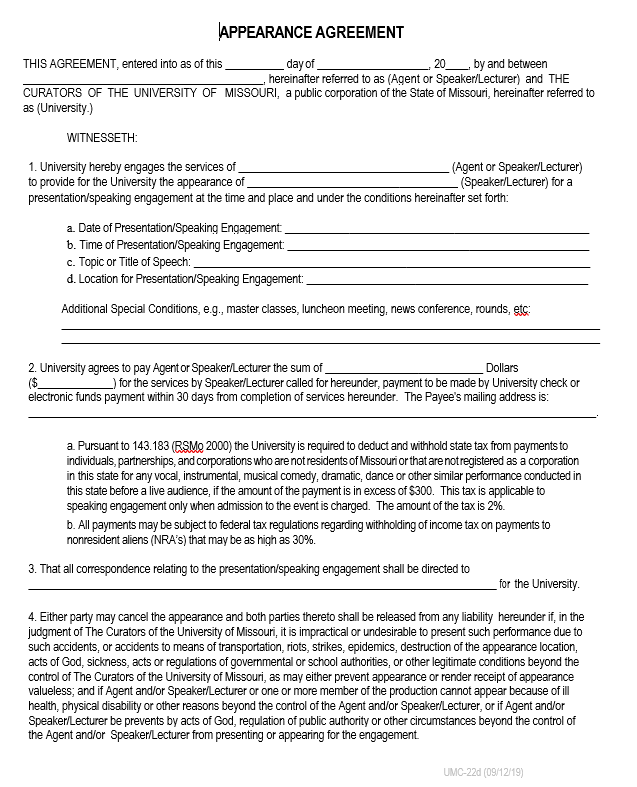 APPEARANCE AGREEMENT
THIS AGREEMENT, entered into as of this __________ day of ___________________, 20____, by and between
_________________________________________, hereinafter referred to as (Agent or Speaker/Lecturer) and THE
CURATORS OF THE UNIVERSITY OF MISSOURI, a public corporation of the State of Missouri, hereinafter referred to
as (University.)
WITNESSETH:
1. University hereby engages the services of ____________________________________ (Agent or Speaker/Lecturer)
to provide for the University the appearance of ____________________________________ (Speaker/Lecturer) for a
presentation/speaking engagement at the time and place and under the conditions hereinafter set forth:
a. Date of Presentation/Speaking Engagement: ____________________________________________________
b. Time of Presentation/Speaking Engagement: ____________________________________________________
c. Topic or Title of Speech: ____________________________________________________________________
d. Location for Presentation/Speaking Engagement: ________________________________________________
Additional Special Conditions, e.g., master classes, luncheon meeting, news conference, rounds, etc:
____________________________________________________________________________________________
____________________________________________________________________________________________
2. University agrees to pay Agent or Speaker/Lecturer the sum of ___________________________ Dollars
($_____________) for the services by Speaker/Lecturer called for hereunder, payment to be made by University check or
electronic funds payment within 30 days from completion of services hereunder. The Payee's mailing address is:
_________________________________________________________________________________________________.
a. Pursuant to 143.183 (RSMo 2000) the University is required to deduct and withhold state tax from payments to
individuals, partnerships, and corporations who are not residents of Missouri or that are not registered as a corporation
in this state for any vocal, instrumental, musical comedy, dramatic, dance or other similar performance conducted in
this state before a live audience, if the amount of the payment is in excess of $300. This tax is applicable to
speaking engagement only when admission to the event is charged. The amount of the tax is 2%.
b. All payments may be subject to federal tax regulations regarding withholding of income tax on payments to
nonresident aliens (NRA's) that may be as high as 30%.
3. That all correspondence relating to the presentation/speaking engagement shall be directed to
________________________________________________________________________________ for the University.
4. Either party may cancel the appearance and both parties thereto shall be released from any liability hereunder if, in the
judgment of The Curators of the University of Missouri, it is impractical or undesirable to present such performance due to
such accidents, or accidents to means of transportation, riots, strikes, epidemics, destruction of the appearance location,
acts of God, sickness, acts or regulations of governmental or school authorities, or other legitimate conditions beyond the
control of The Curators of the University of Missouri, as may either prevent appearance or render receipt of appearance
valueless; and if Agent and/or Speaker/Lecturer or one or more member of the production cannot appear because of ill
health, physical disability or other reasons beyond the control of the Agent and/or Speaker/Lecturer, or if Agent and/or
Speaker/Lecturer be prevents by acts of God, regulation of public authority or other circumstances beyond the control of
the Agent and/or Speaker/Lecturer from presenting or appearing for the engagement.
UMC-22d (09/12/19)